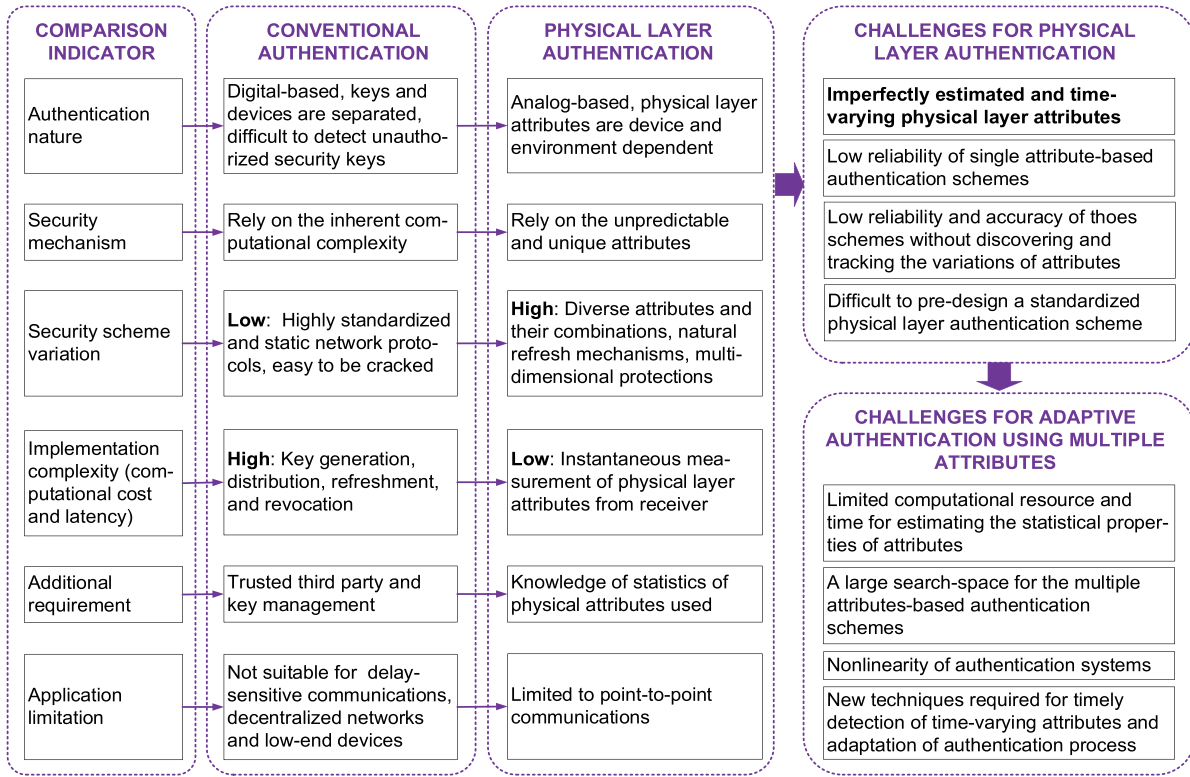 COMPARISON
INDICATOR
Authentication
nature
Security
mechanism
Security scheme
variation
Implementation
complexity (com-
putational cost
and latency)
Additional
requirement
Application
limitation
CONVENTIONAL
AUTHENTICATION
Digital-based, keys and
devices are separated,
difficult to detect unautho-
rized security keys
Rely on the inherent com-
putational complexity
Low:  Highly standardized
and static network proto-
cols, easy to be cracked
High: Key generation,
distribution, refreshment,
and revocation
Trusted third party and
key management
Not suitable for  delay-
sensitive communications,
decentralized networks
and low-end devices
PHYSICAL LAYER
AUTHENTICATION
Analog-based, physical layer
attributes are device and
environment dependent
Rely on the unpredictable
and unique attributes
High: Diverse attributes and
their combinations, natural
refresh mechanisms, multi-
dimensional protections
Low: Instantaneous mea-
surement of physical layer
attributes from receiver
Knowledge of statistics of
physical attributes used
Limited to point-to-point
communications
CHALLENGES FOR PHYSICAL
LAYER AUTHENTICATION
Imperfectly estimated and time-
varying physical layer attributes
Low reliability of single attribute-based
authentication schemes
Low reliability and accuracy of thoes
schemes without discovering and
tracking the variations of attributes
Difficult to pre-design a standardized
physical layer authentication scheme
CHALLENGES FOR ADAPTIVE
AUTHENTICATION USING MULTIPLE
ATTRIBUTES
Limited computational resource and
time for estimating the statistical proper-
ties of attributes
A large search-space for the multiple
attributes-based authentication
schemes
Nonlinearity of authentication systems
New techniques required for timely
detection of time-varying attributes and
adaptation of authentication process